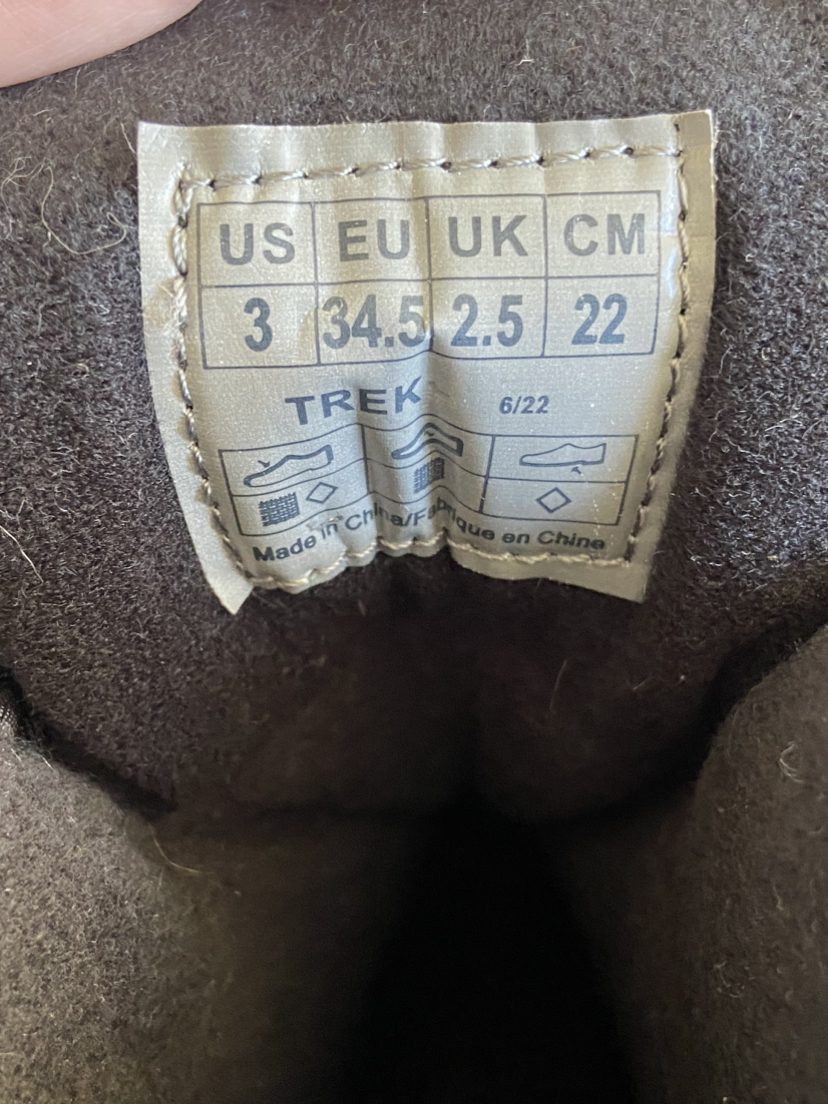 US EU UK CM
3 34.5 2.5 22
TREK 6/22
Made in China/Fabrique en Chine